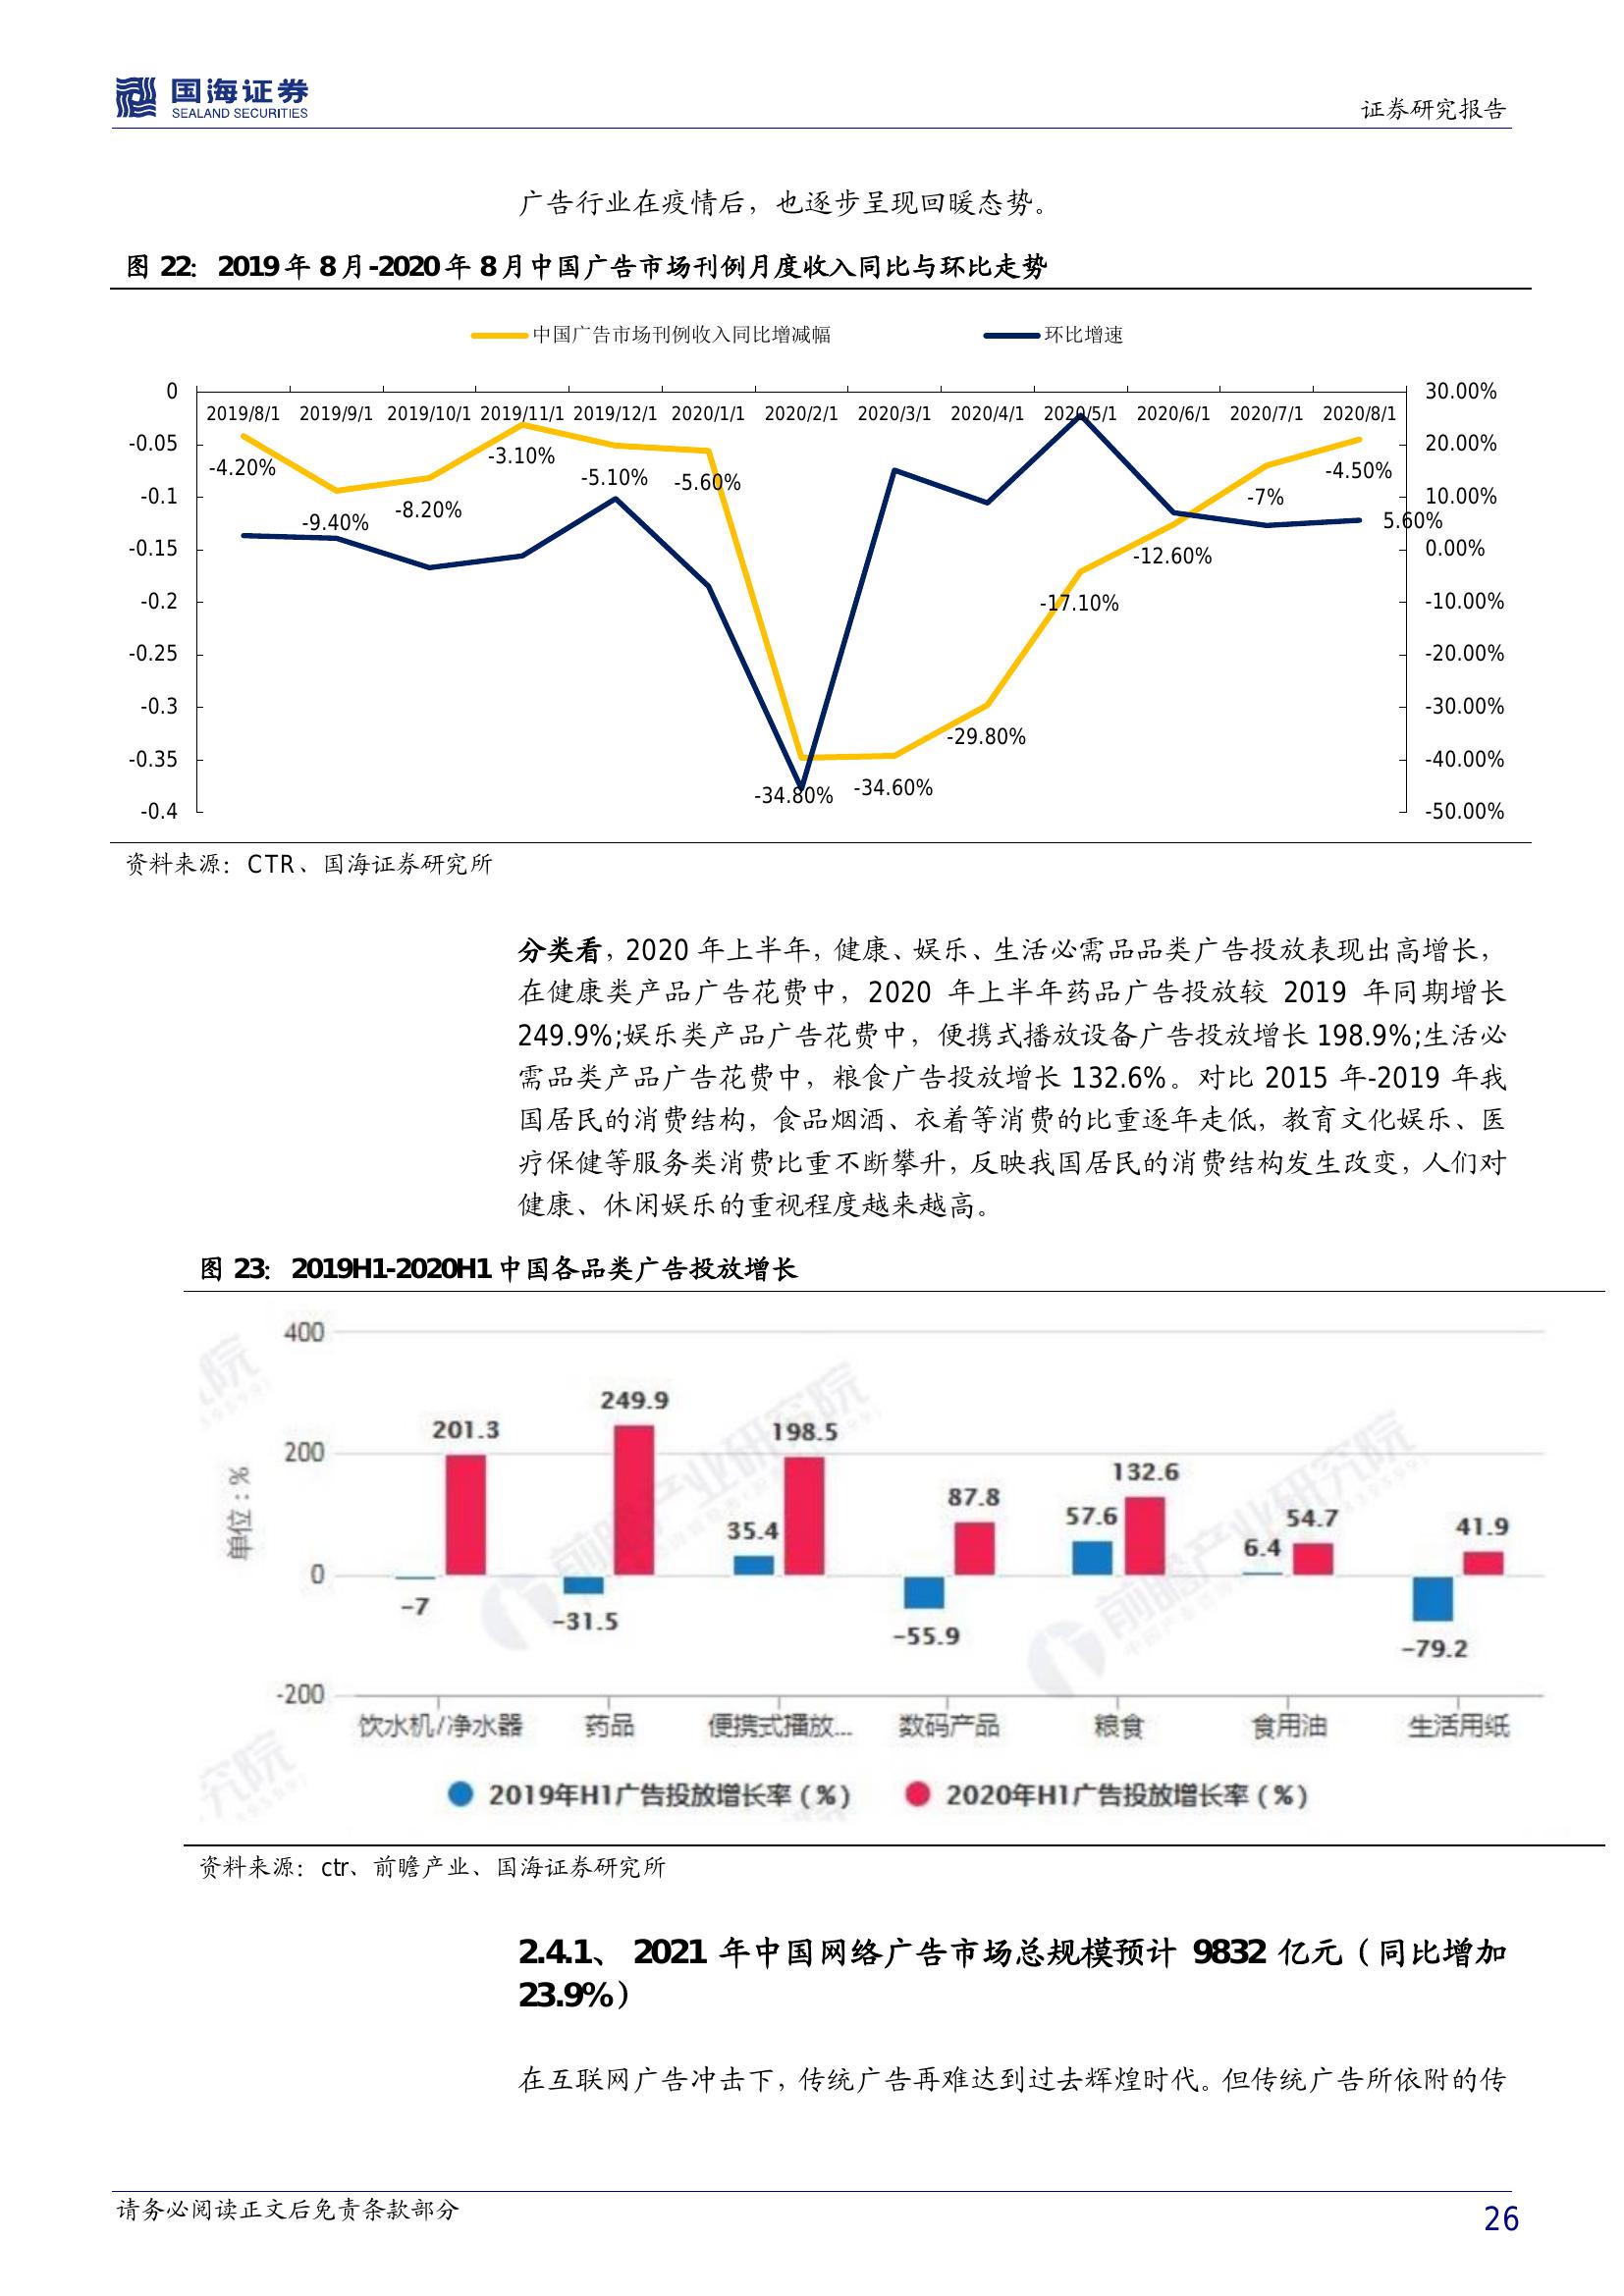 国海证券
SEALAND SECURITIES
证券研究报告
广告行业在疫情后，也逐步呈现回暖态势。
图 22：2019 年 8 月-2020 年 8 月中国广告市场刊例月度收入同比与环比走势
中国广告市场刊例收入同比增减幅 环比增速
0 30.00%
2019/8/1 2019/9/1 2019/10/1 2019/11/1 2019/12/1 2020/1/1 2020/2/1 2020/3/1 2020/4/1 2020/5/1 2020/6/1 2020/7/1 2020/8/1
-0.05 20.00%
-4.20% -3.10% -5.10% -5.60% -4.50%
-0.1 -7% 10.00%
-9.40% -8.20% 5.60%
-0.15 -12.60% 0.00%
-0.2 -17.10% -10.00%
-0.25 -20.00%
-0.3 -30.00%
-29.80%
-0.35 -40.00%
-34.80% -34.60%
-0.4 -50.00%
资料来源：CTR、国海证券研究所
分类看，2020 年上半年，健康、娱乐、生活必需品品类广告投放表现出高增长，
在健康类产品广告花费中，2020 年上半年药品广告投放较 2019 年同期增长
249.9%;娱乐类产品广告花费中，便携式播放设备广告投放增长 198.9%;生活必
需品类产品广告花费中，粮食广告投放增长 132.6%。对比 2015 年-2019 年我
国居民的消费结构，食品烟酒、衣着等消费的比重逐年走低，教育文化娱乐、医
疗保健等服务类消费比重不断攀升，反映我国居民的消费结构发生改变，人们对
健康、休闲娱乐的重视程度越来越高。
图 23：2019H1-2020H1 中国各品类广告投放增长
400
249.9
201.3 198.5
200
132.6
87.8
57.6 54.7
35.4 6.4 41.9
单位：%
0
-7 -31.5 -55.9 -79.2
-200
饮水机/净水器 药品 便携式播放... 数码产品 粮食 食用油 生活用纸
2019年H1广告投放增长率（%） 2020年H1广告投放增长率（%）
前瞻产业研究院
前瞻产业研究院
资料来源：ctr、前瞻产业、国海证券研究所
2.4.1、 2021 年中国网络广告市场总规模预计 9832 亿元（同比增加
23.9%）
在互联网广告冲击下，传统广告再难达到过去辉煌时代。但传统广告所依附的传
请务必阅读正文后免责条款部分
26